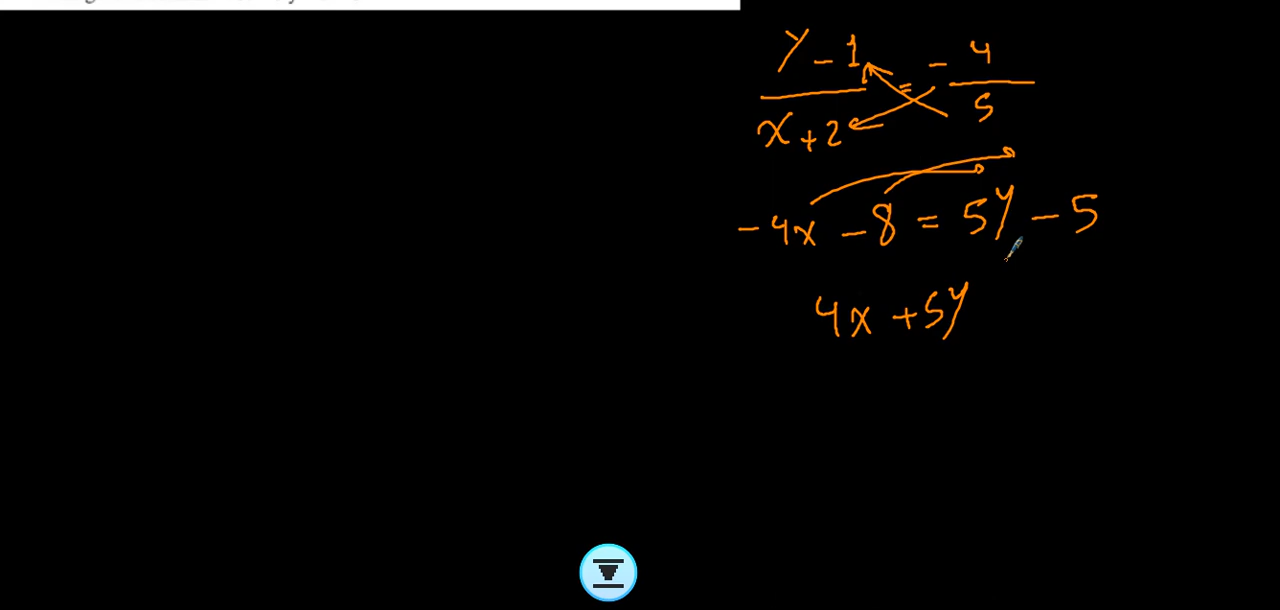 y - 1 / x + 2 = - 4 / 5
-4x - 8 = 5y - 5
4x + 5y